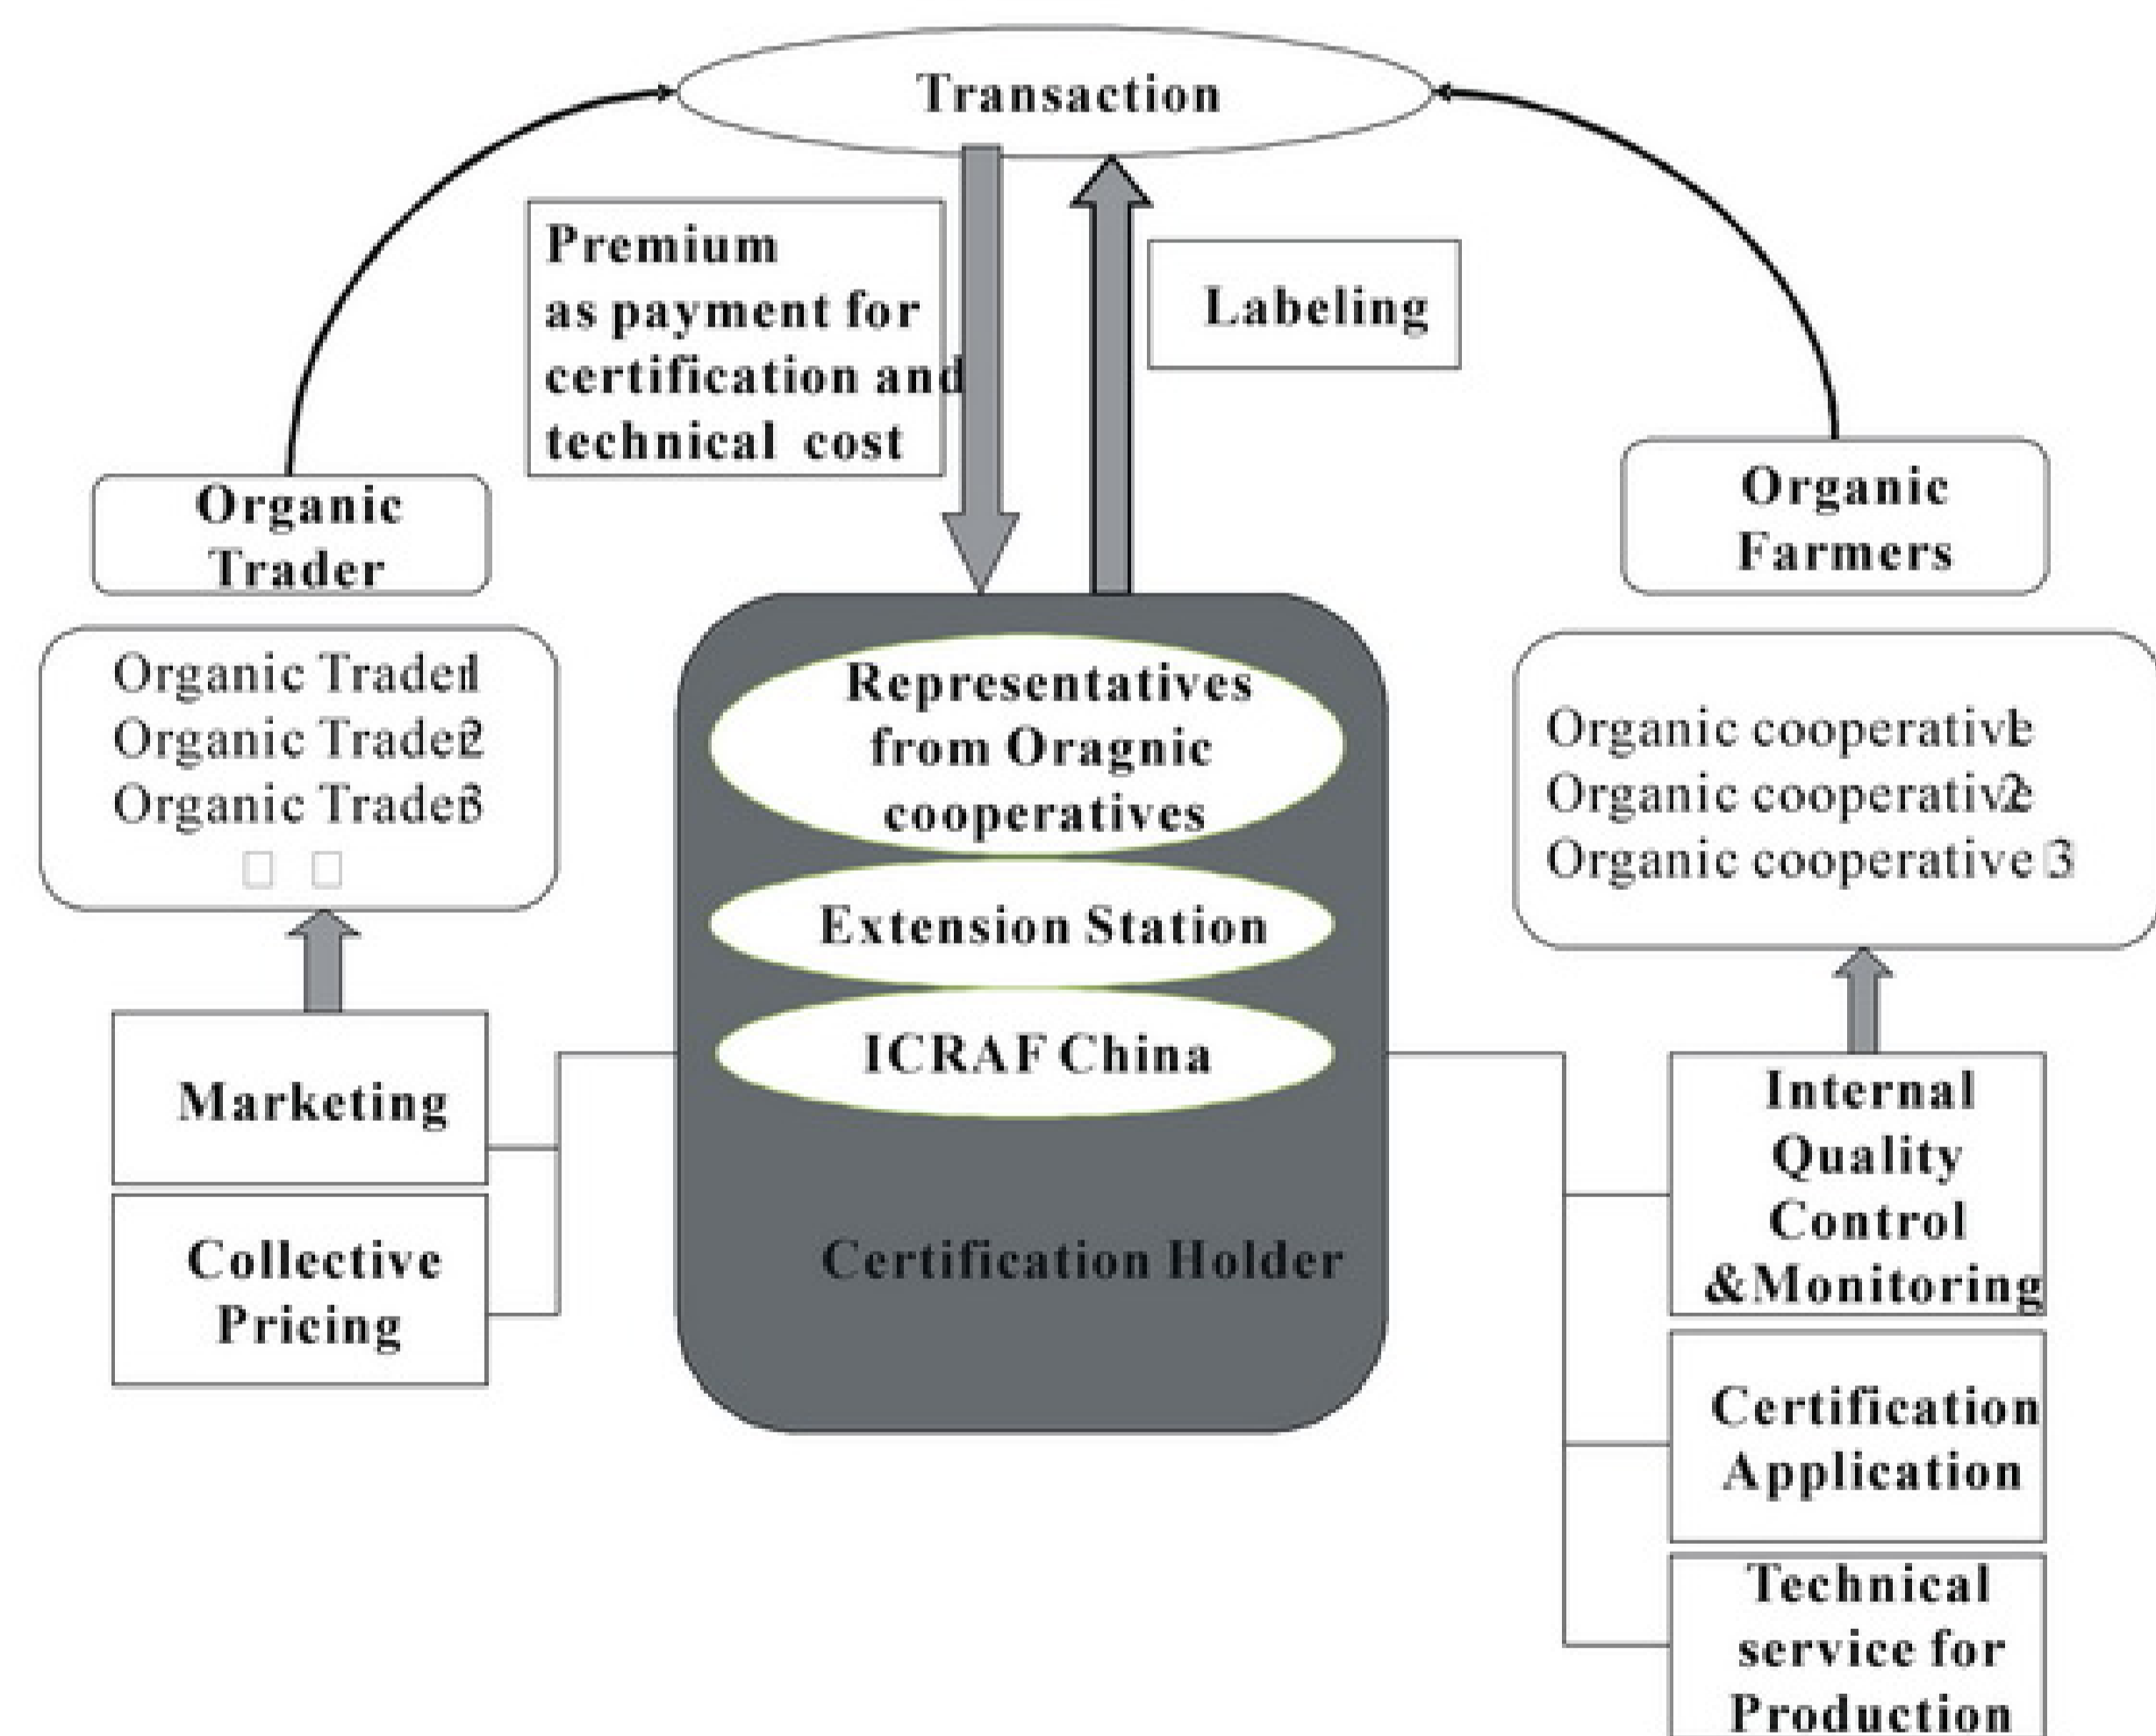 Transaction
Premium
as payment for
certification and
technical cost
Labeling
Organic
Trader
Organic
Farmers
Organic Trader1
Organic Trader2
Organic Trader3
Representatives
from Oragnic
cooperatives
Extension Station
ICRAF China
Certification Holder
Organic cooperative1
Organic cooperative2
Organic cooperative 3
Marketing
Collective
Pricing
Internal
Quality
Control
&Monitoring
Certification
Application
Technical
service for
Production